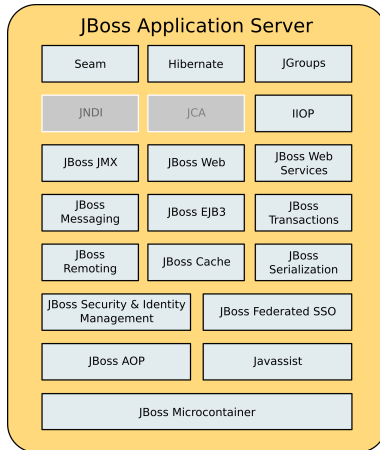 JBoss Application Server
Seam
Hibernate
JGroups
JNDI
JCA
IIOP
JBoss JMX
JBoss Web
JBoss Web
Services
JBoss
Messaging
JBoss EJB3
JBoss
Transactions
JBoss
Remoting
JBoss Cache
JBoss
Serialization
JBoss Security & Identity
Management
JBoss Federated SSO
JBoss AOP
Javassist
JBoss Microcontainer